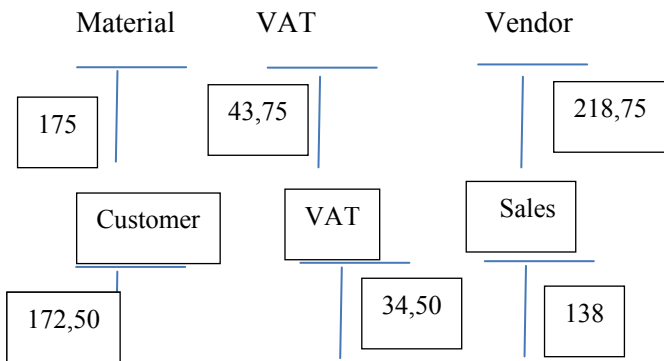 Material VAT Vendor
175 43,75 218,75
Customer VAT Sales
172,50 34,50 138